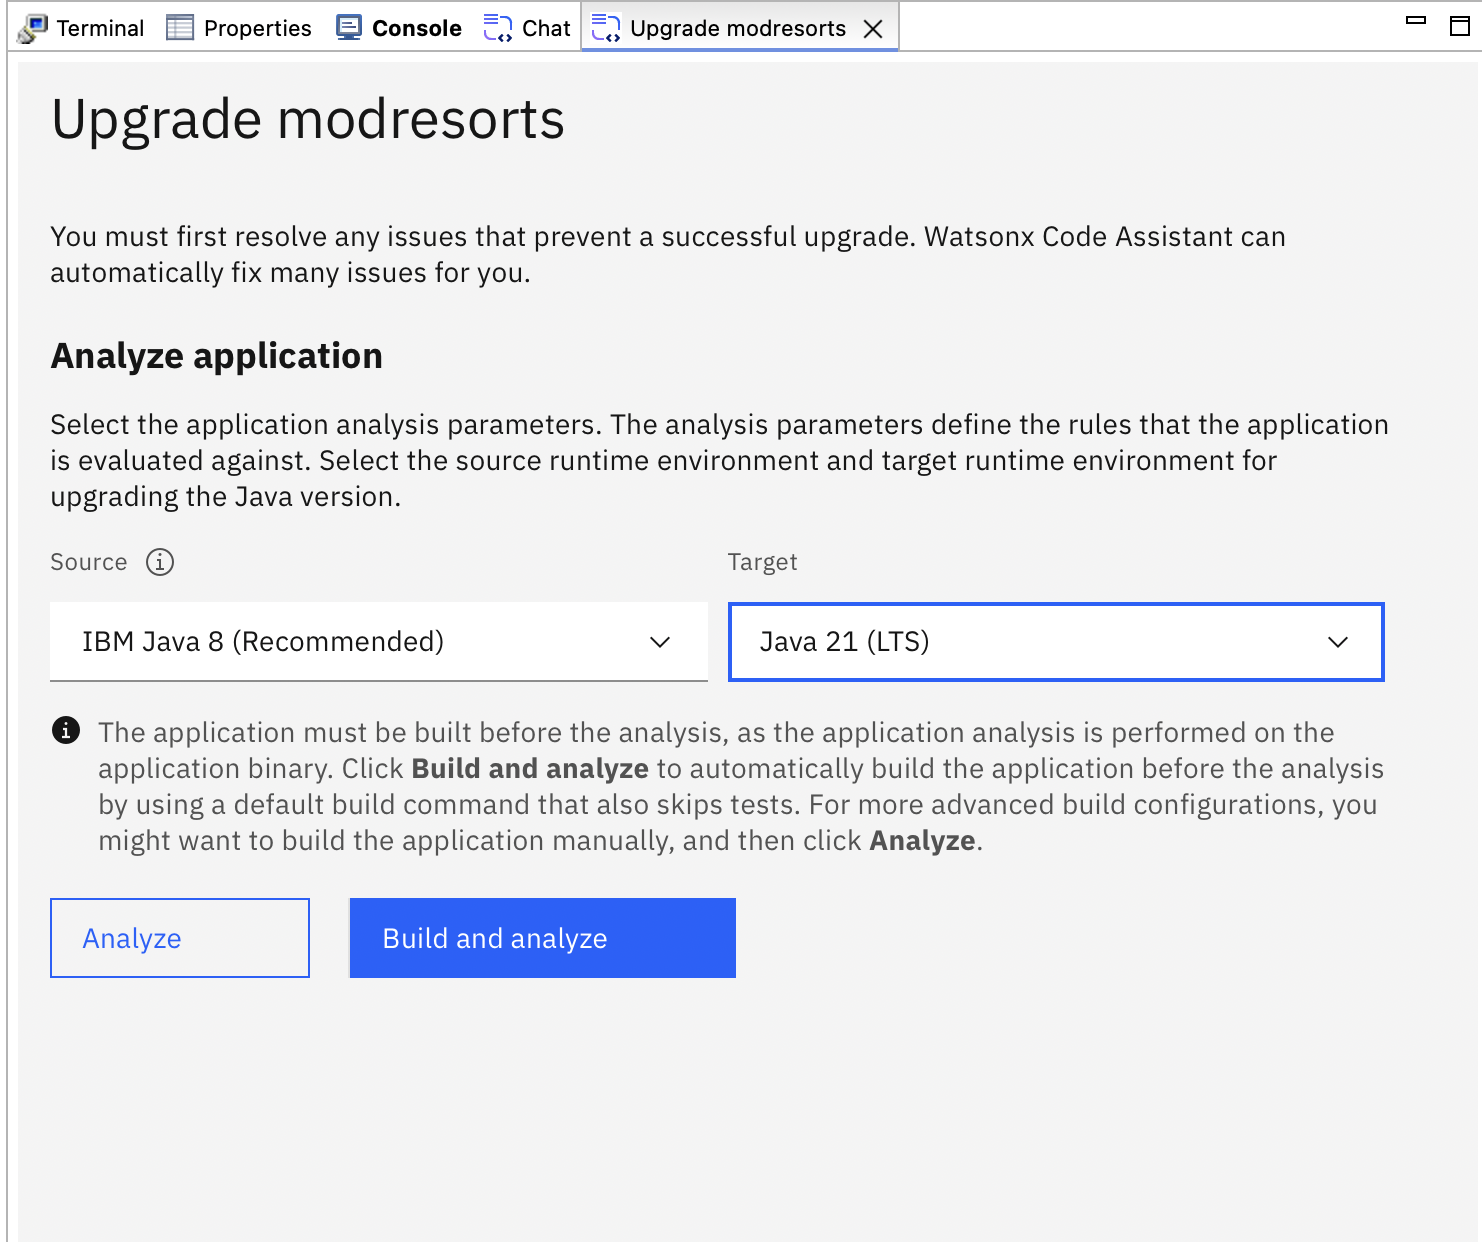 Terminal Properties Console Chat Upgrade modresorts
Upgrade modresorts
You must first resolve any issues that prevent a successful upgrade. Watsonx Code Assistant can
automatically fix many issues for you.
Analyze application
Select the application analysis parameters. The analysis parameters define the rules that the application
is evaluated against. Select the source runtime environment and target runtime environment for
upgrading the Java version.
Source Target
IBM Java 8 (Recommended) Java 21 (LTS)
The application must be built before the analysis, as the application analysis is performed on the
application binary. Click Build and analyze to automatically build the application before the analysis
by using a default build command that also skips tests. For more advanced build configurations, you
might want to build the application manually, and then click Analyze.
Analyze Build and analyze